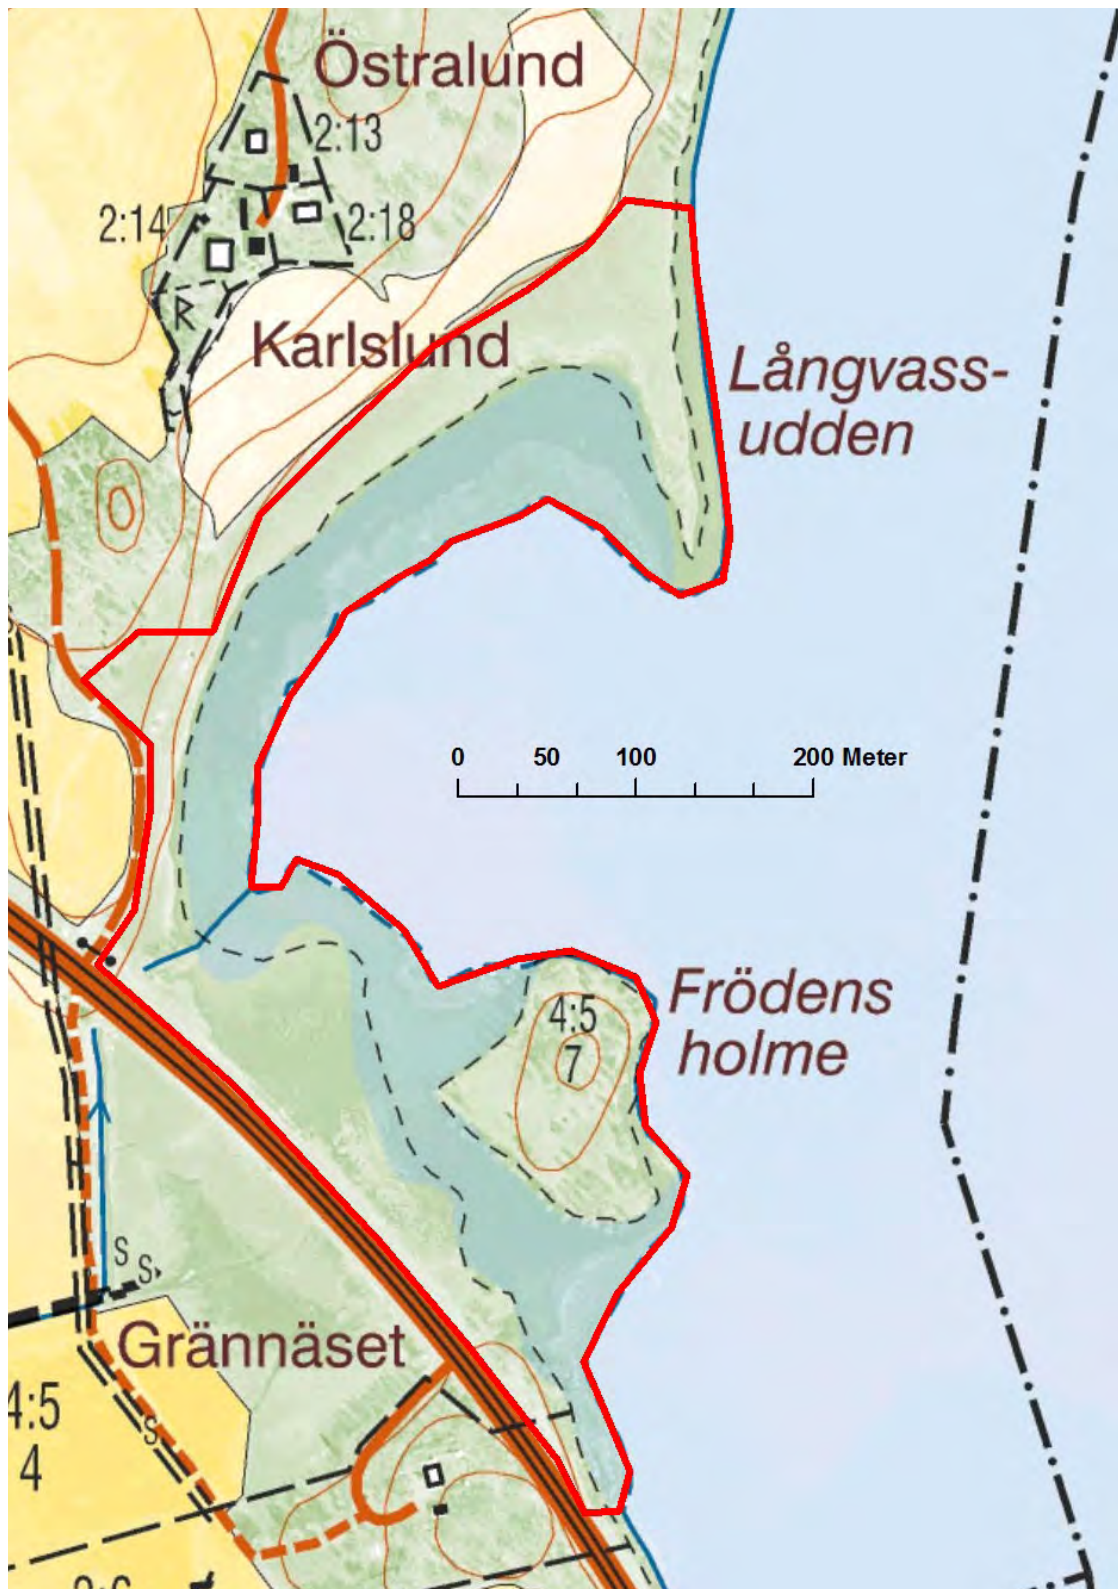 Östralund
2:13
2:14
2:18
R
Karlslund
Långvass-
udden
0 50 100 200 Meter
Frödens
holme
4:5
7
S
S
Grännäset
4:5
4
S